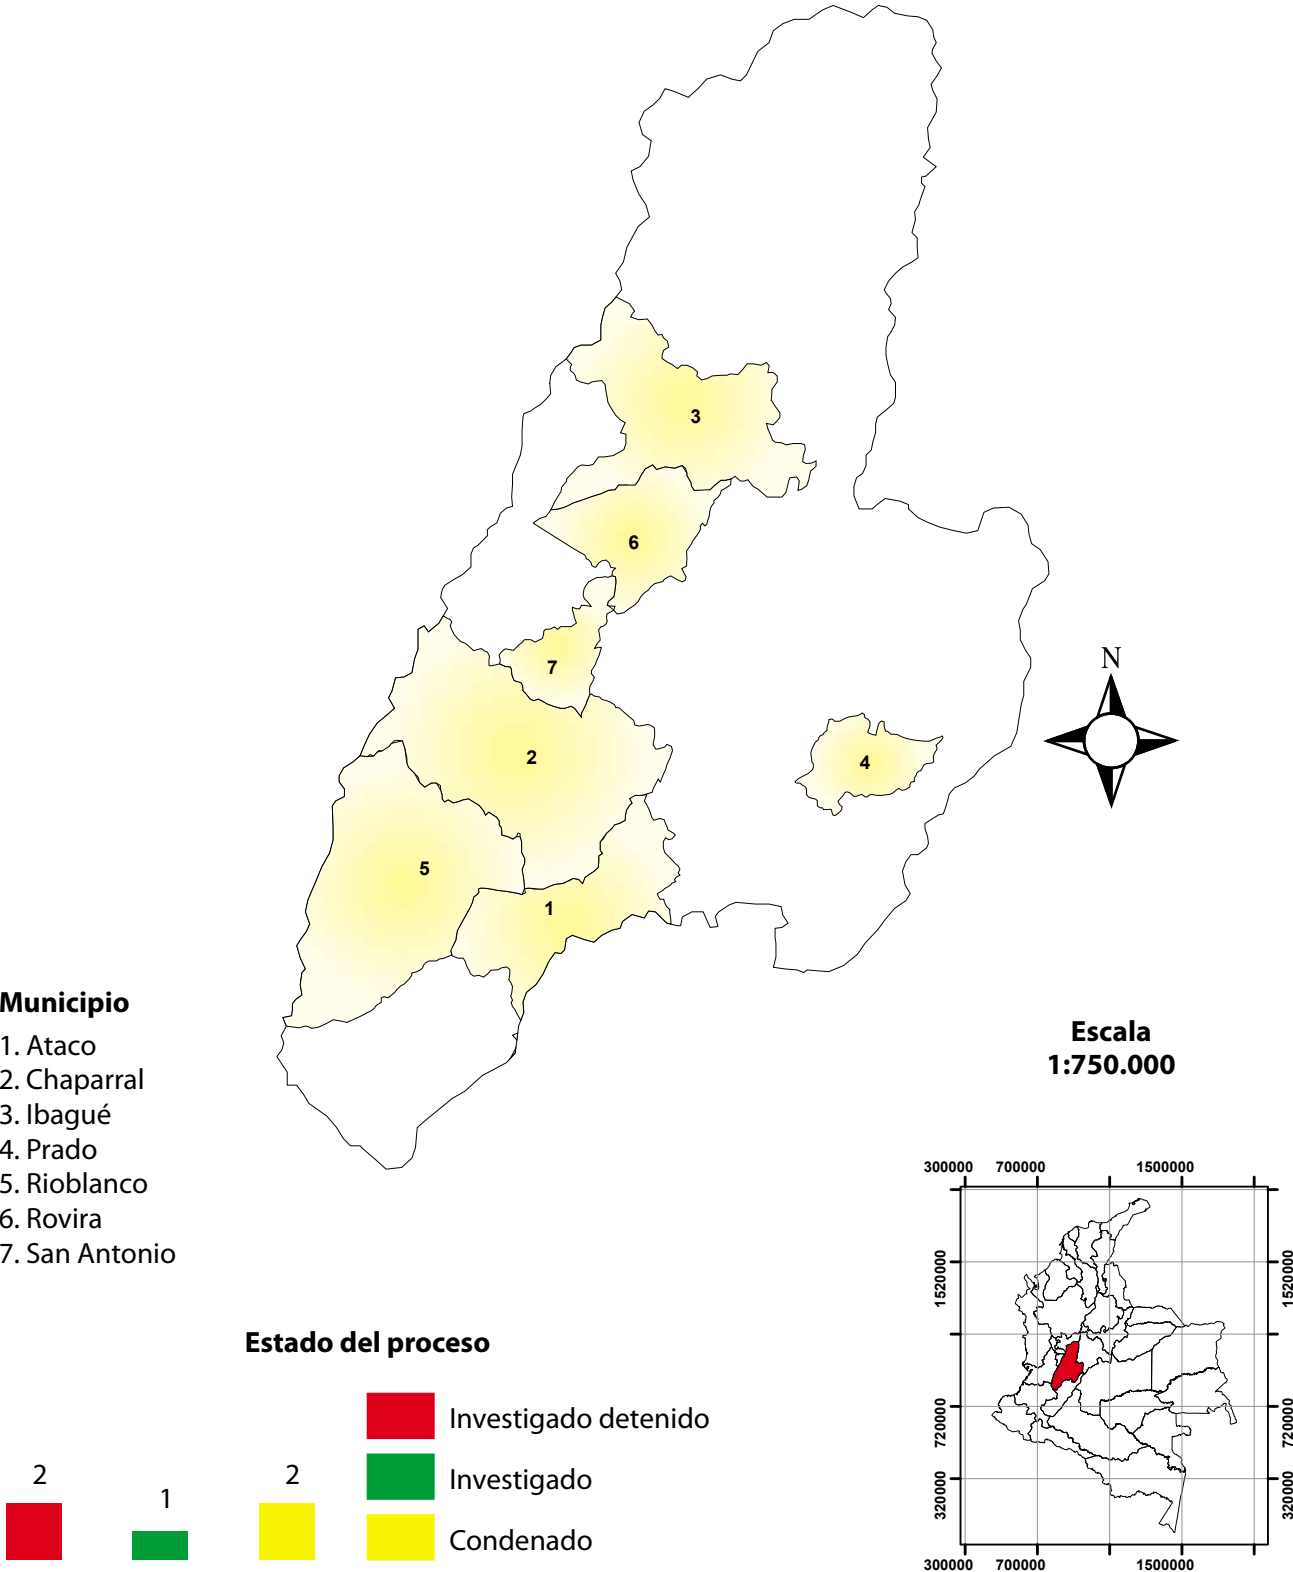 3
6
7
2
4
5
1
N
Municipio
1. Ataco
2. Chaparral
3. Ibagué
4. Prado
5. Rioblanco
6. Rovira
7. San Antonio
Escala
1:750.000
Estado del proceso
Investigado detenido
Investigado
Condenado
2
1
2
300000 700000 1500000
1520000 1520000
720000 720000
320000 320000
300000 700000 1500000